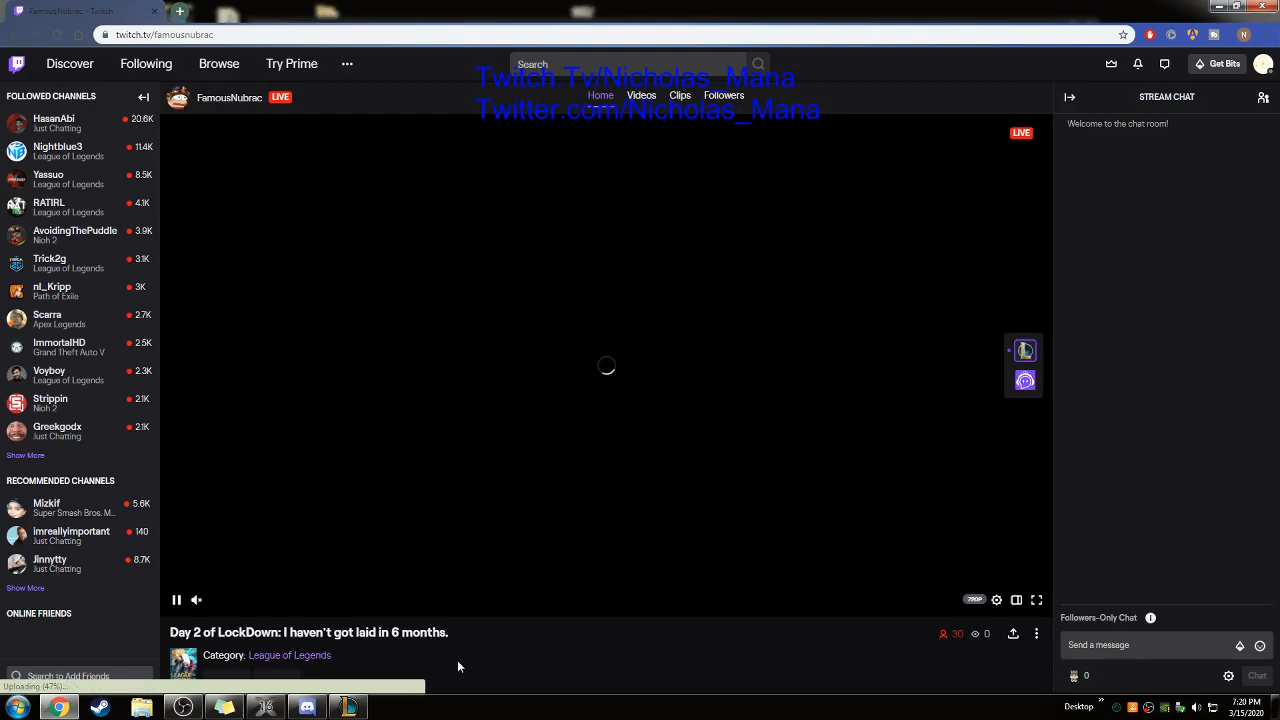 FamousNubrac - Twitch
twitch.tv/famousnubrac
Discover
Following
Browse
Try Prime
Search
Get Bits
Twitch.Tv/Nicholas_Mana
Twitter.com/Nicholas_Mana
FOLLOWED CHANNELS
HasanAbi
20.6K
Just Chatting
Nightblue3
11.4K
League of Legends
Yassuo
8.5K
League of Legends
RATIRL
4.1K
League of Legends
AvoidingThePuddle
3.9K
Nioh 2
Trick2g
3.1K
League of Legends
nl_Kripp
3K
Path of Exile
Scarra
2.7K
Apex Legends
ImmortalHD
2.5K
Grand Theft Auto V
Voyboy
2.3K
League of Legends
Strippin
2.1K
Nioh 2
Greekgodx
2.1K
Just Chatting
Show More
RECOMMENDED CHANNELS
Mizkif
5.6K
Super Smash Bros. M...
imreallyimportant
140
Just Chatting
Jinnytty
8.7K
Just Chatting
Show More
ONLINE FRIENDS
Search to Add Friends
Uploading (47%)...
FamousNubrac
LIVE
Home
Videos
Clips
Followers
LIVE
720P
Day 2 of LockDown: I haven't got laid in 6 months.
30
0
Category: League of Legends
STREAM CHAT
Welcome to the chat room!
Followers-Only Chat
Send a message
0
Chat
Desktop
7:20 PM
3/15/2020